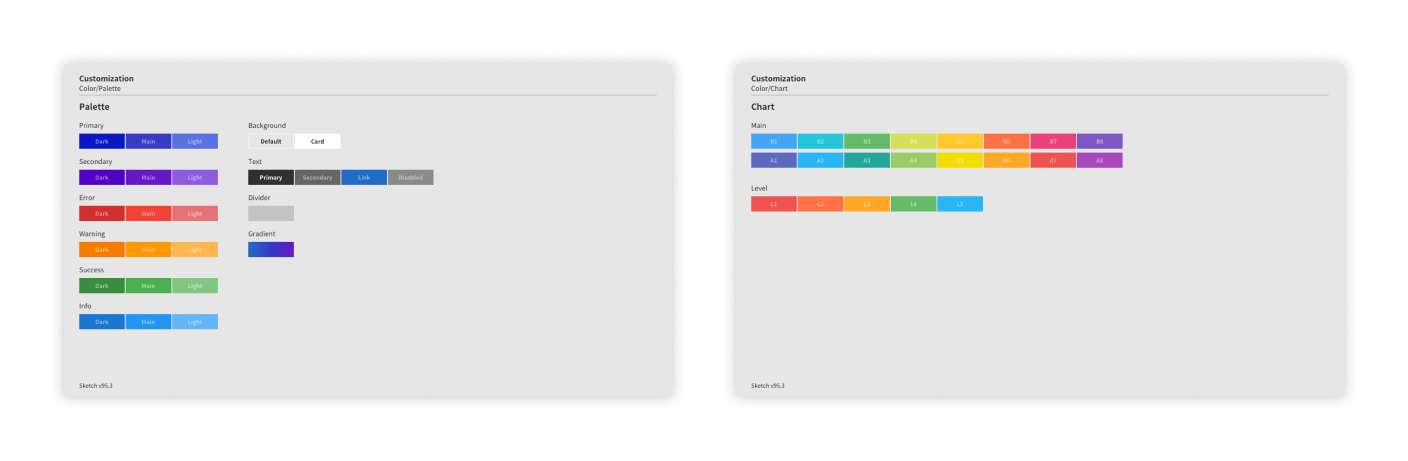 Customization
Color/Palette
Palette
Primary
Dark Main Light
Secondary
Dark Main Light
Error
Dark Main Light
Warning
Dark Main Light
Success
Dark Main Light
Info
Dark Main Light
Background
Default Card
Text
Primary Secondary Link Disabled
Divider
Gradient
Sketch v95.3
Customization
Color/Chart
Chart
Main
B1 B2 B3 B4 B5 B6 B7 B8
A1 A2 A3 A4 A5 A6 A7 A8
Level
L1 L2 L3 L4 L5
Sketch v95.3